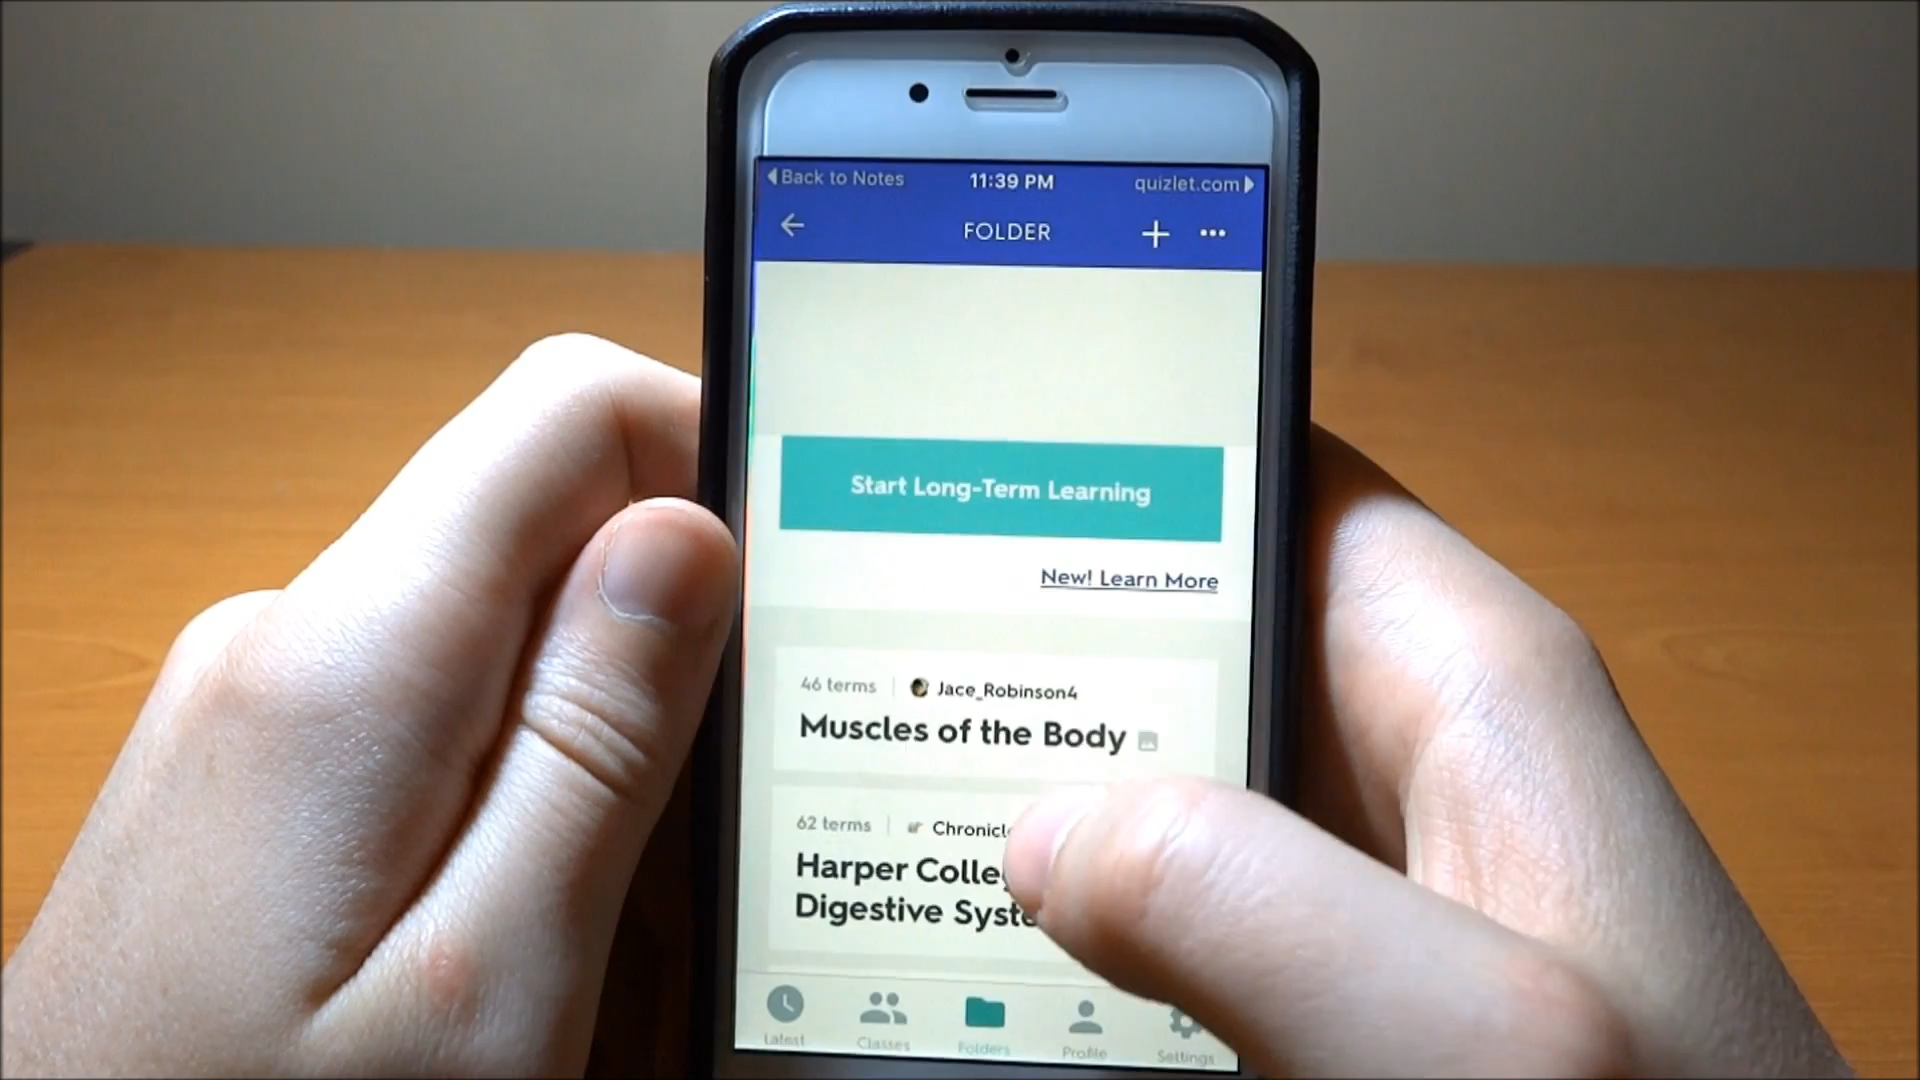 Back to Notes 11:39 PM quizlet.com
FOLDER
Start Long-Term Learning
New! Learn More
46 terms Jace_Robinson4
Muscles of the Body
62 terms
Harper
Digestive
Latest Classes Folders Profile Settings